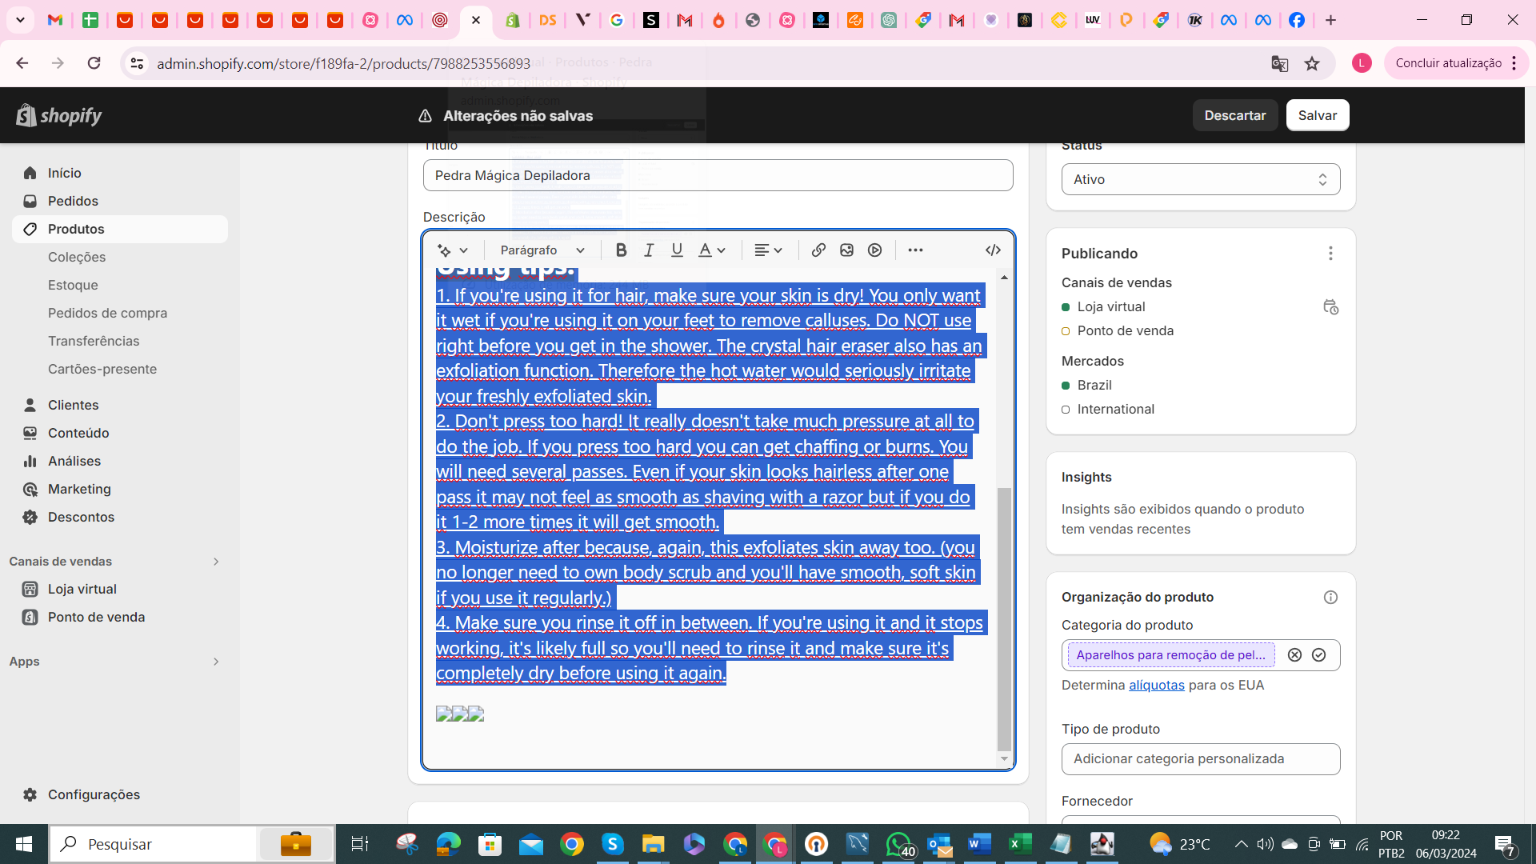 admin.shopify.com/store/f189fa-2/products/7988253556893
L
Concluir atualização
shopify
Alterações não salvas
Descartar
Salvar
Início
Pedidos
Produtos
Coleções
Estoque
Pedidos de compra
Transferências
Cartões-presente
Clientes
Conteúdo
Análises
Marketing
Descontos
Canais de vendas
Loja virtual
Ponto de venda
Apps
Configurações
Título
Pedra Mágica Depiladora
Descrição
Parágrafo
B I U A
Using tips:
1. If you're using it for hair, make sure your skin is dry! You only want
it wet if you're using it on your feet to remove calluses. Do NOT use
right before you get in the shower. The crystal hair eraser also has an
exfoliation function. Therefore the hot water would seriously irritate
your freshly exfoliated skin.
2. Don't press too hard! It really doesn't take much pressure at all to
do the job. If you press too hard you can get chaffing or burns. You
will need several passes. Even if your skin looks hairless after one
pass it may not feel as smooth as shaving with a razor but if you do
it 1-2 more times it will get smooth.
3. Moisturize after because, again, this exfoliates skin away too. (you
no longer need to own body scrub and you'll have smooth, soft skin
if you use it regularly.)
4. Make sure you rinse it off in between. If you're using it and it stops
working, it's likely full so you'll need to rinse it and make sure it's
completely dry before using it again.
Status
Ativo
Publicando
Canais de vendas
Loja virtual
Ponto de venda
Mercados
Brazil
International
Insights
Insights são exibidos quando o produto
tem vendas recentes
Organização do produto
Categoria do produto
Aparelhos para remoção de pel...
Determina alíquotas para os EUA
Tipo de produto
Adicionar categoria personalizada
Fornecedor
Pesquisar
40
23°C
POR
PTB2
09:22
06/03/2024
7